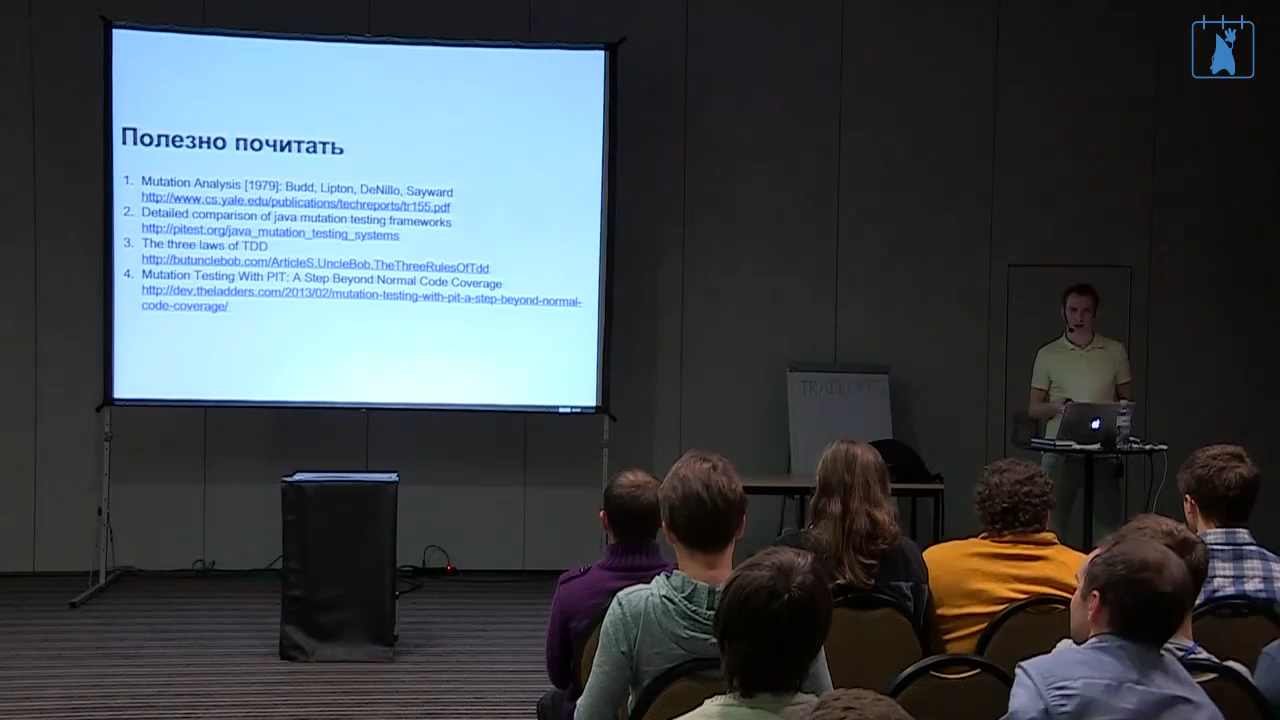 Полезно почитать
1. Mutation Analysis [1979]: Budd, Lipton, DeNillo, Sayward
http://www.cs.yale.edu/publications/techreports/tr155.pdf
2. Detailed comparison of java mutation testing frameworks
http://pitest.org/java_mutation_testing_systems
3. The three laws of TDD
http://butunclebob.com/ArticleS.UncleBob.TheThreeRulesOfTdd
4. Mutation Testing With PIT: A Step Beyond Normal Code Coverage
http://dev.theladders.com/2013/02/mutation-testing-with-pit-a-step-beyond-normal-
code-coverage/